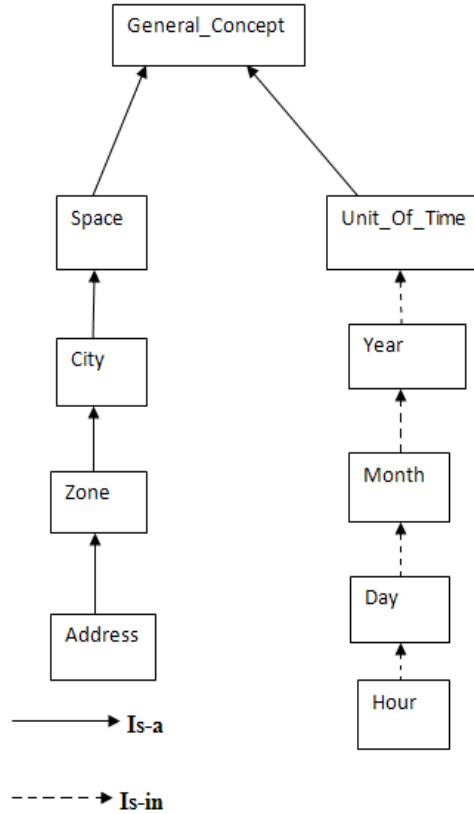 General_Concept
Space
Unit_Of_Time
City
Year
Zone
Month
Address
Day
Hour
Is-a
Is-in